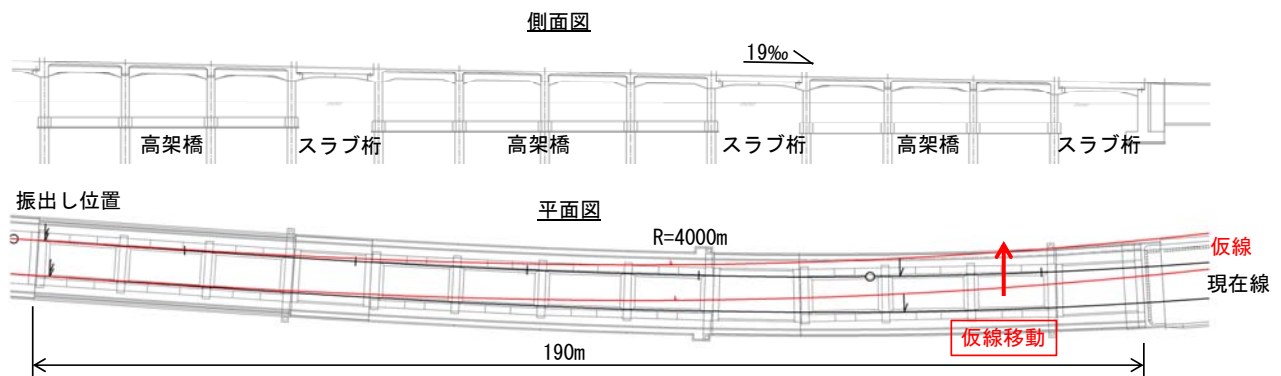 側面図
19‰
高架橋
スラブ桁
高架橋
スラブ桁
高架橋
スラブ桁
振出し位置
平面図
R=4000m
仮線
現在線
仮線移動
190m